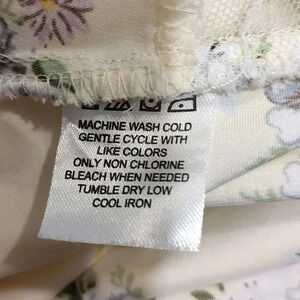 MACHINE WASH COLD
GENTLE CYCLE WITH
LIKE COLORS
ONLY NON CHLORINE
BLEACH WHEN NEEDED
TUMBLE DRY LOW
COOL IRON